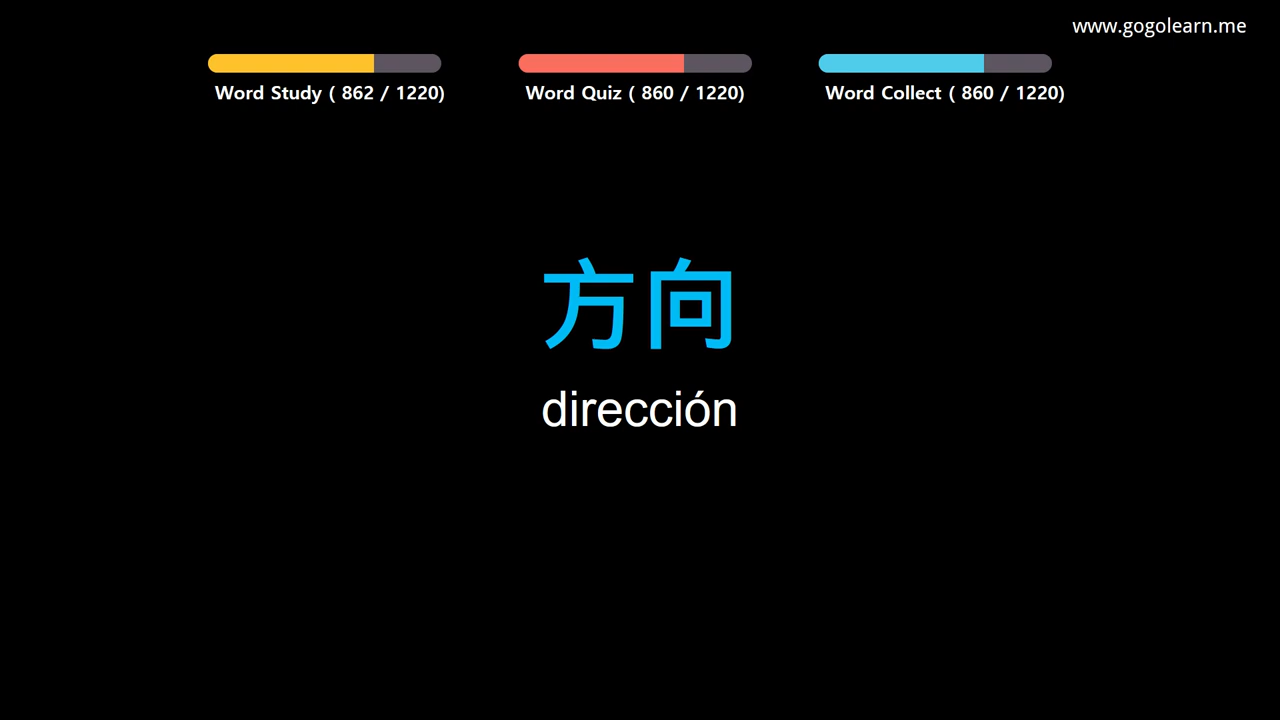 www.gogolearn.me
Word Study ( 862 / 1220)
Word Quiz ( 860 / 1220)
Word Collect ( 860 / 1220)
方向
dirección